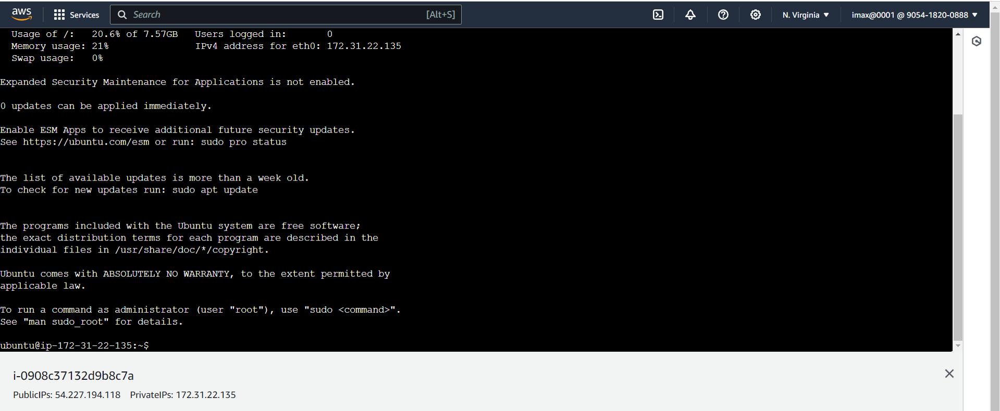 aws Services Search [Alt+S] N. Virginia imax@0001 @ 9054-1820-0888
Usage of /: 20.6% of 7.57GB Users logged in: 0
Memory usage: 21% IPv4 address for eth0: 172.31.22.135
Swap usage: 0%
Expanded Security Maintenance for Applications is not enabled.
0 updates can be applied immediately.
Enable ESM Apps to receive additional future security updates.
See https://ubuntu.com/esm or run: sudo pro status
The list of available updates is more than a week old.
To check for new updates run: sudo apt update
The programs included with the Ubuntu system are free software;
the exact distribution terms for each program are described in the
individual files in /usr/share/doc/*/copyright.
Ubuntu comes with ABSOLUTELY NO WARRANTY, to the extent permitted by
applicable law.
To run a command as administrator (user "root"), use "sudo <command>".
See "man sudo_root" for details.
ubuntu@ip-172-31-22-135:~$
i-0908c37132d9b8c7a
PublicIPs: 54.227.194.118 PrivateIPs: 172.31.22.135